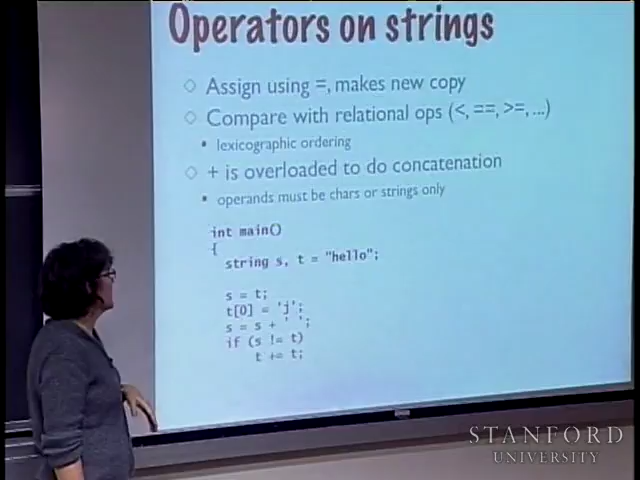 Operators on strings
Assign using =, makes new copy
Compare with relational ops (<, ==, >=, ...)
lexicographic ordering
+ is overloaded to do concatenation
operands must be chars or strings only
int main()
{
string s, t = "hello";
s = t;
t[0] = 'j';
s = s + ' ';
if (s != t)
t += t;
STANFORD
UNIVERSITY